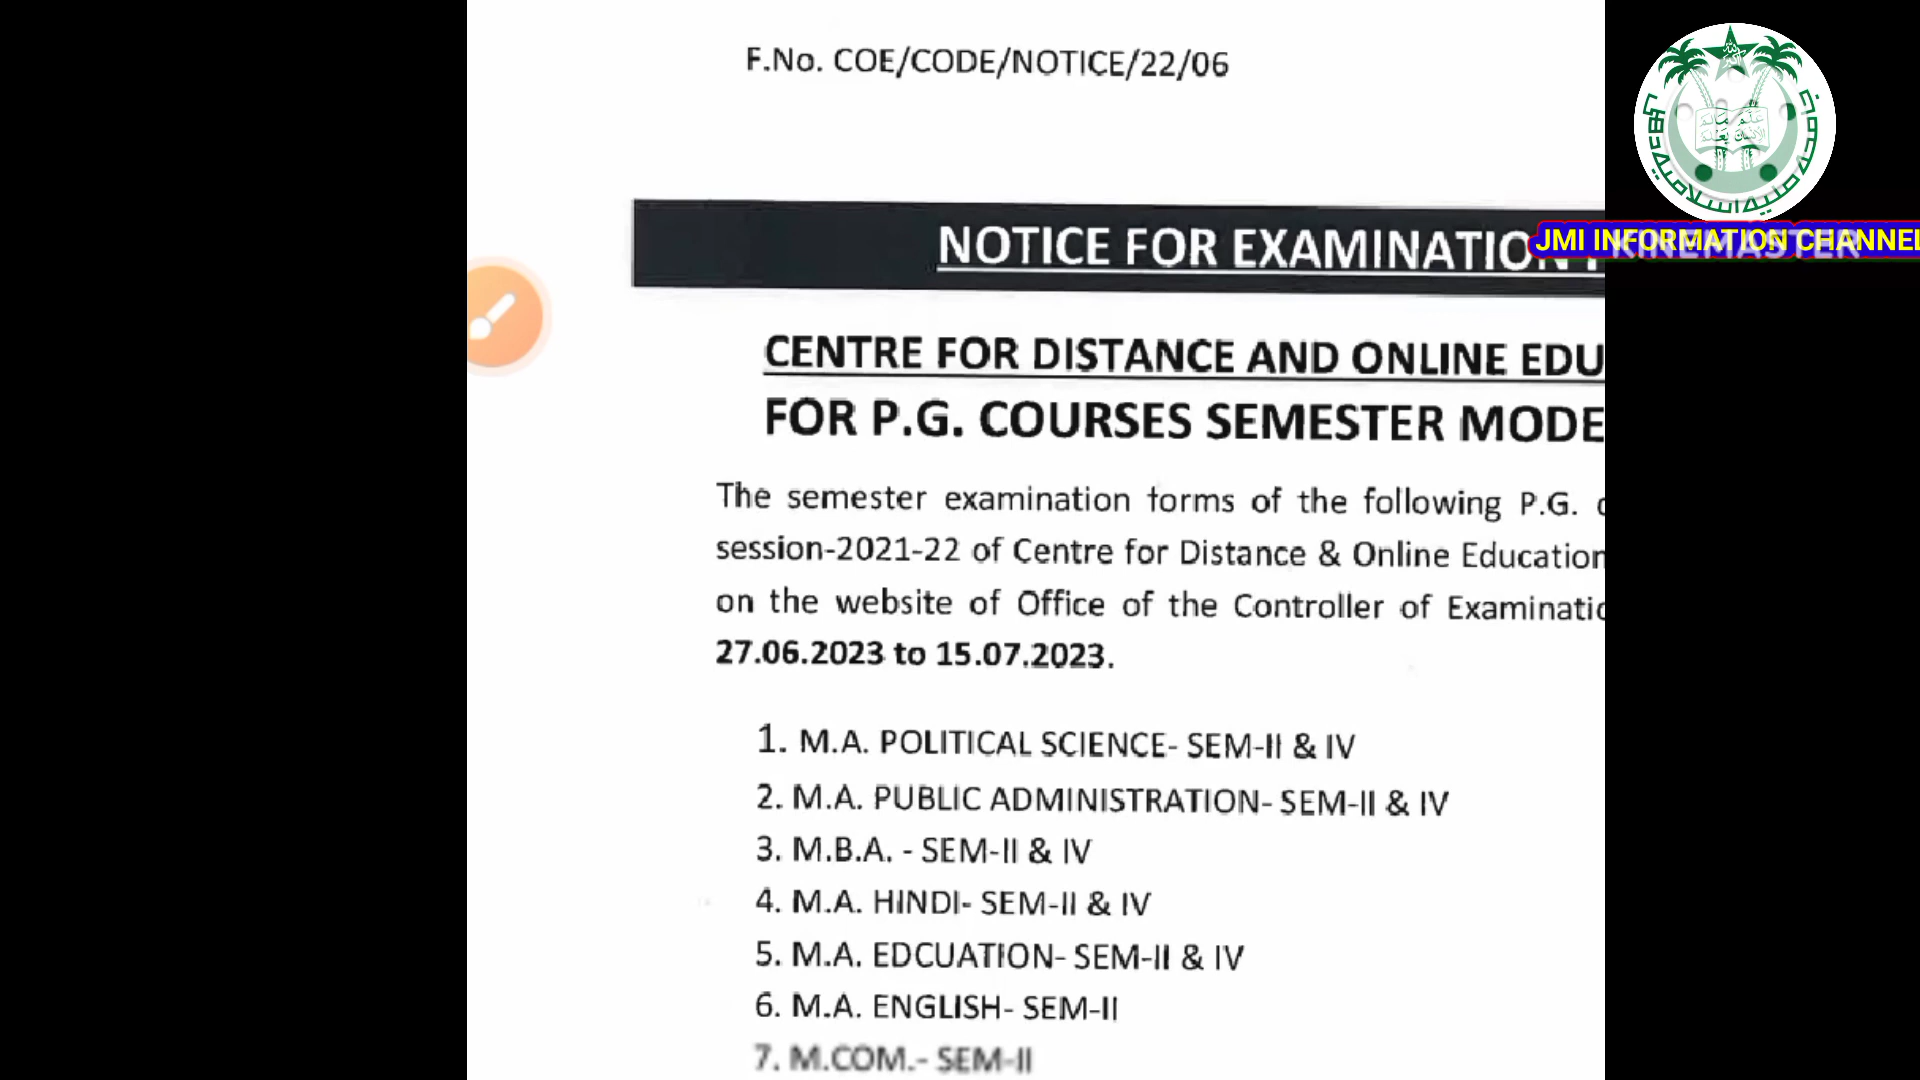 F.No. COE/CODE/NOTICE/22/06
NOTICE FOR EXAMINATION
JMI INFORMATION CHANNEL
KINEMASTER
CENTRE FOR DISTANCE AND ONLINE EDU
FOR P.G. COURSES SEMESTER MODE
The semester examination forms of the following P.G.
session-2021-22 of Centre for Distance & Online Education
on the website of Office of the Controller of Examinatio
27.06.2023 to 15.07.2023.
1. M.A. POLITICAL SCIENCE- SEM-II & IV
2. M.A. PUBLIC ADMINISTRATION- SEM-II & IV
3. M.B.A. - SEM-II & IV
4. M.A. HINDI- SEM-II & IV
5. M.A. EDCUATION- SEM-II & IV
6. M.A. ENGLISH- SEM-II
7. M.COM.- SEM-II